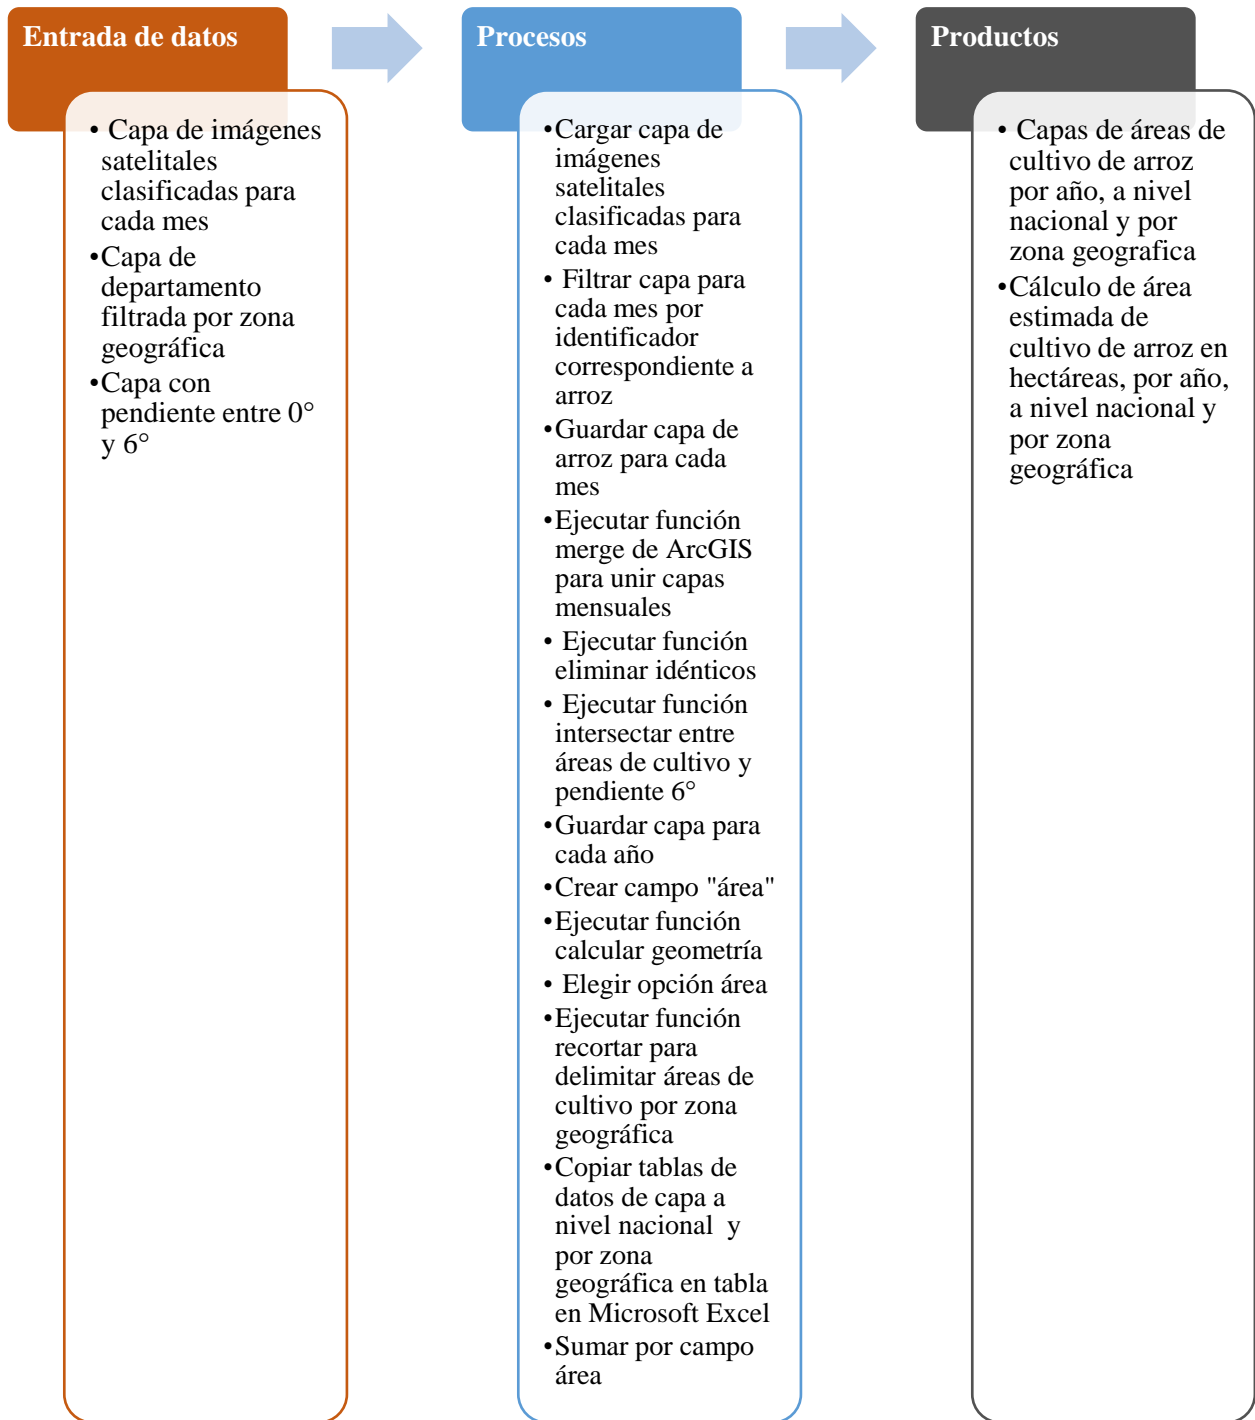 Entrada de datos
• Capa de imágenes
satelitales
clasificadas para
cada mes
•Capa de
departamento
filtrada por zona
geográfica
•Capa con
pendiente entre 0°
y 6°
Procesos
•Cargar capa de
imágenes
satelitales
clasificadas para
cada mes
• Filtrar capa para
cada mes por
identificador
correspondiente a
arroz
•Guardar capa de
arroz para cada
mes
•Ejecutar función
merge de ArcGIS
para unir capas
mensuales
• Ejecutar función
eliminar idénticos
• Ejecutar función
intersectar entre
áreas de cultivo y
pendiente 6°
•Guardar capa para
cada año
•Crear campo "área"
•Ejecutar función
calcular geometría
• Elegir opción área
•Ejecutar función
recortar para
delimitar áreas de
cultivo por zona
geográfica
•Copiar tablas de
datos de capa a
nivel nacional y
por zona
geográfica en tabla
en Microsoft Excel
•Sumar por campo
área
Productos
• Capas de áreas de
cultivo de arroz
por año, a nivel
nacional y por
zona geografica
•Cálculo de área
estimada de
cultivo de arroz en
hectáreas, por año,
a nivel nacional y
por zona
geográfica